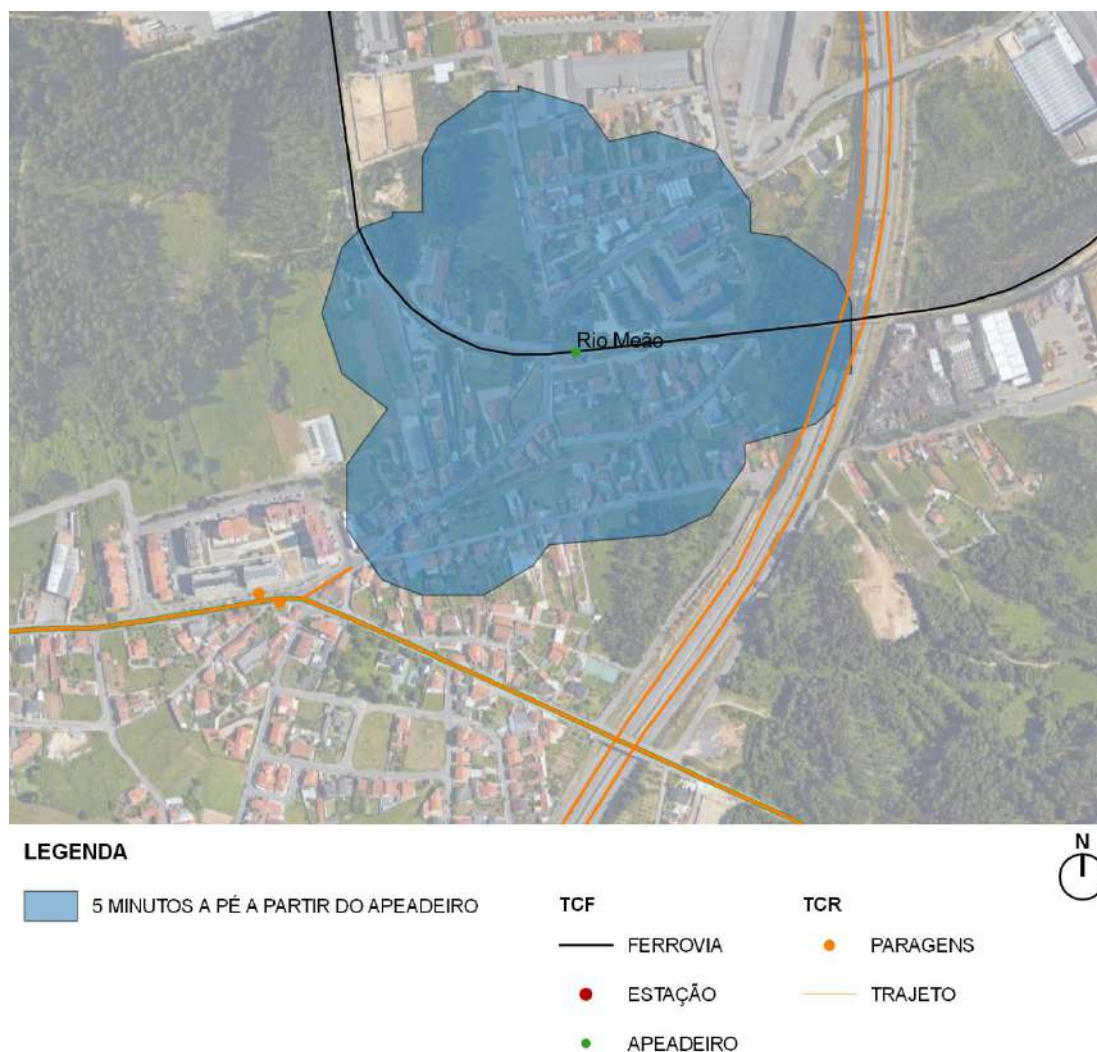 Rio Meão
LEGENDA
N
5 MINUTOS A PÉ A PARTIR DO APEADEIRO
TCF
TCR
FERROVIA
PARAGENS
ESTAÇÃO
TRAJETO
APEADEIRO